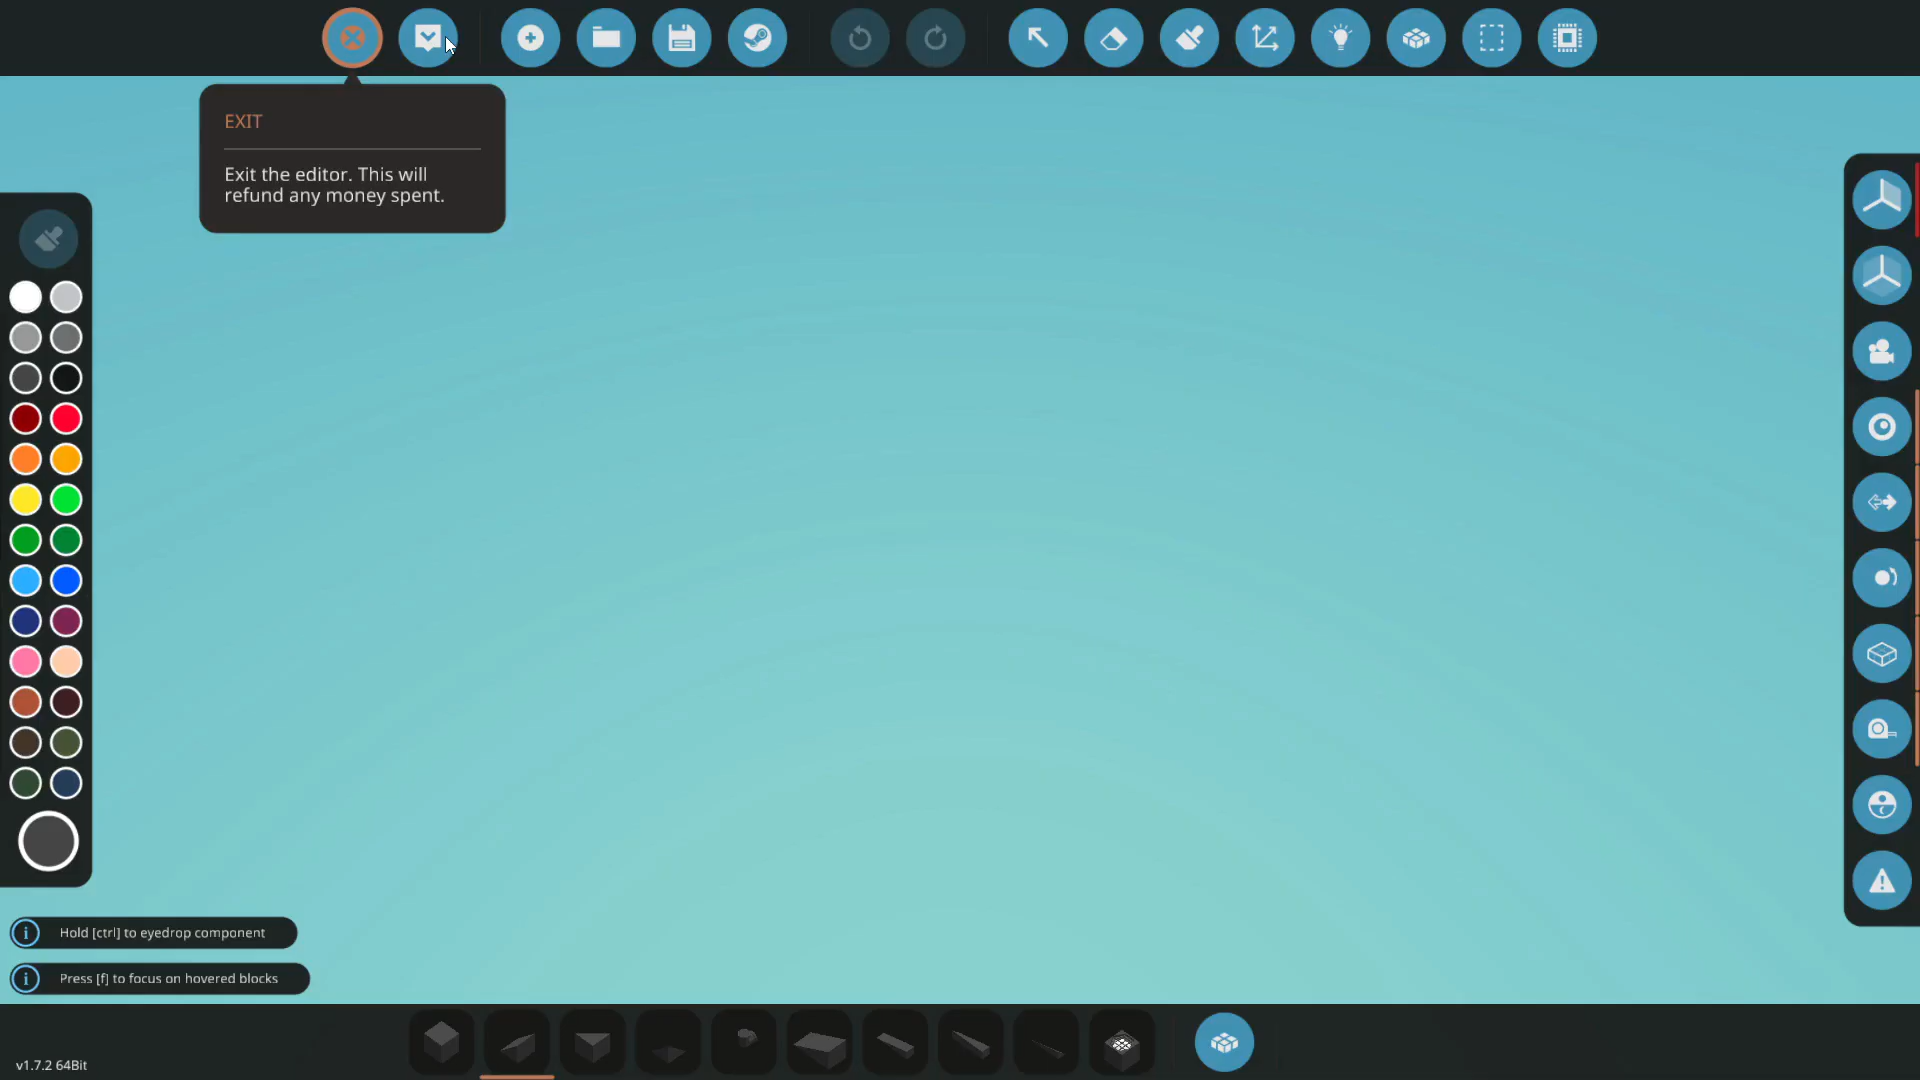 EXIT
Exit the editor. This will
refund any money spent.
Hold [ctrl] to eyedrop component
Press [f] to focus on hovered blocks
v1.7.2 64Bit